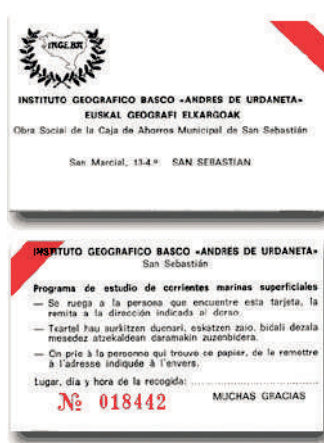 INGEBA
INSTITUTO GEOGRAFICO BASCO «ANDRES DE URDANETA»
EUSKAL GEOGRAFI ELKARGOAK
Obra Social de la Caja de Ahorros Municipal de San Sebastián
San Marcial, 13-4.º SAN SEBASTIAN
INSTITUTO GEOGRAFICO BASCO «ANDRES DE URDANETA»
San Sebastián
Programa de estudio de corrientes marinas superficiales
— Se ruega a la persona que encuentre esta tarjeta, la
remita a la dirección indicada al dorso.
— Txartel hau aurkitzen duenari, eskatzen zaio, bidali dezala
mesedez atzekaldean daramakin zuzenbidera.
— On prie à la personne qui trouve ce papier, de le remettre
à l'adresse indiquée à l'envers.
Lugar, día y hora de la recogida:
Nº 018442 MUCHAS GRACIAS